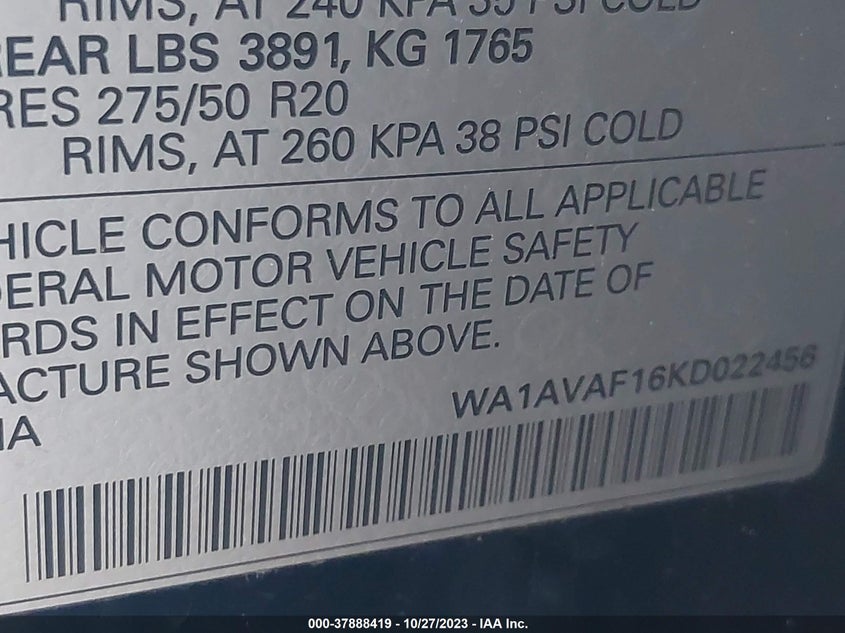 RIMS, AT 240 KPA 35 PSI COLD
REAR LBS 3891, KG 1765
RES 275/50 R20
RIMS, AT 260 KPA 38 PSI COLD
HICLE CONFORMS TO ALL APPLICABLE
DERAL MOTOR VEHICLE SAFETY
RDS IN EFFECT ON THE DATE OF
ACTURE SHOWN ABOVE.
WA1AVAF16KD022456
IA
000-37888419 - 10/27/2023 - IAA Inc.